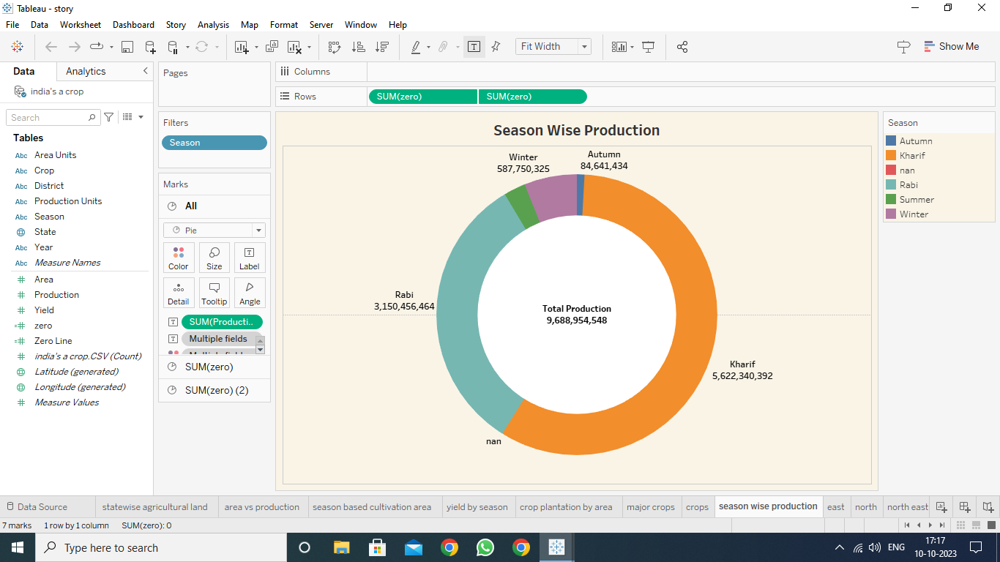 Tableau - story
File Data Worksheet Dashboard Story Analysis Map Format Server Window Help
Fit Width
Show Me
Data
Analytics
india's a crop
Search
Tables
Abc Area Units
Abc Crop
Abc District
Abc Production Units
Abc Season
State
Abc Year
Abc Measure Names
Area
Production
Yield
zero
Zero Line
india's a crop.CSV (Count)
Latitude (generated)
Longitude (generated)
Measure Values
Pages
Filters
Season
Marks
All
Pie
Color Size Label
Detail Tooltip Angle
SUM(Producti..
Multiple fields
SUM(zero)
SUM(zero) (2)
Columns
Rows
SUM(zero) SUM(zero)
Season Wise Production
Winter
587,750,325
Autumn
84,641,434
Rabi
3,150,456,464
Total Production
9,688,954,548
Kharif
5,622,340,392
nan
Season
Autumn
Kharif
nan
Rabi
Summer
Winter
Data Source statewise agricultural land area vs production season based cultivation area yield by season crop plantation by area major crops crops season wise production east north north east
7 marks 1 row by 1 column SUM(zero): 0
Type here to search
ENG
17:17
10-10-2023